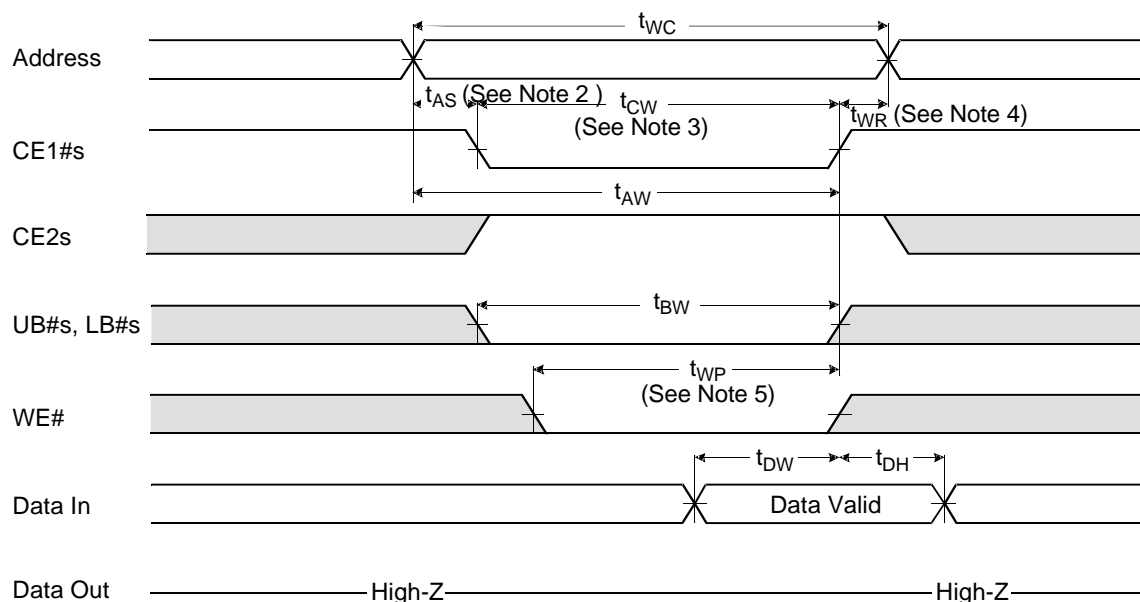 tWC
Address
tAS (See Note 2 )
tCW
(See Note 3)
tWR (See Note 4)
CE1#s
tAW
CE2s
tBW
UB#s, LB#s
tWP
(See Note 5)
WE#
tDW
tDH
Data In
Data Valid
Data Out
High-Z
High-Z